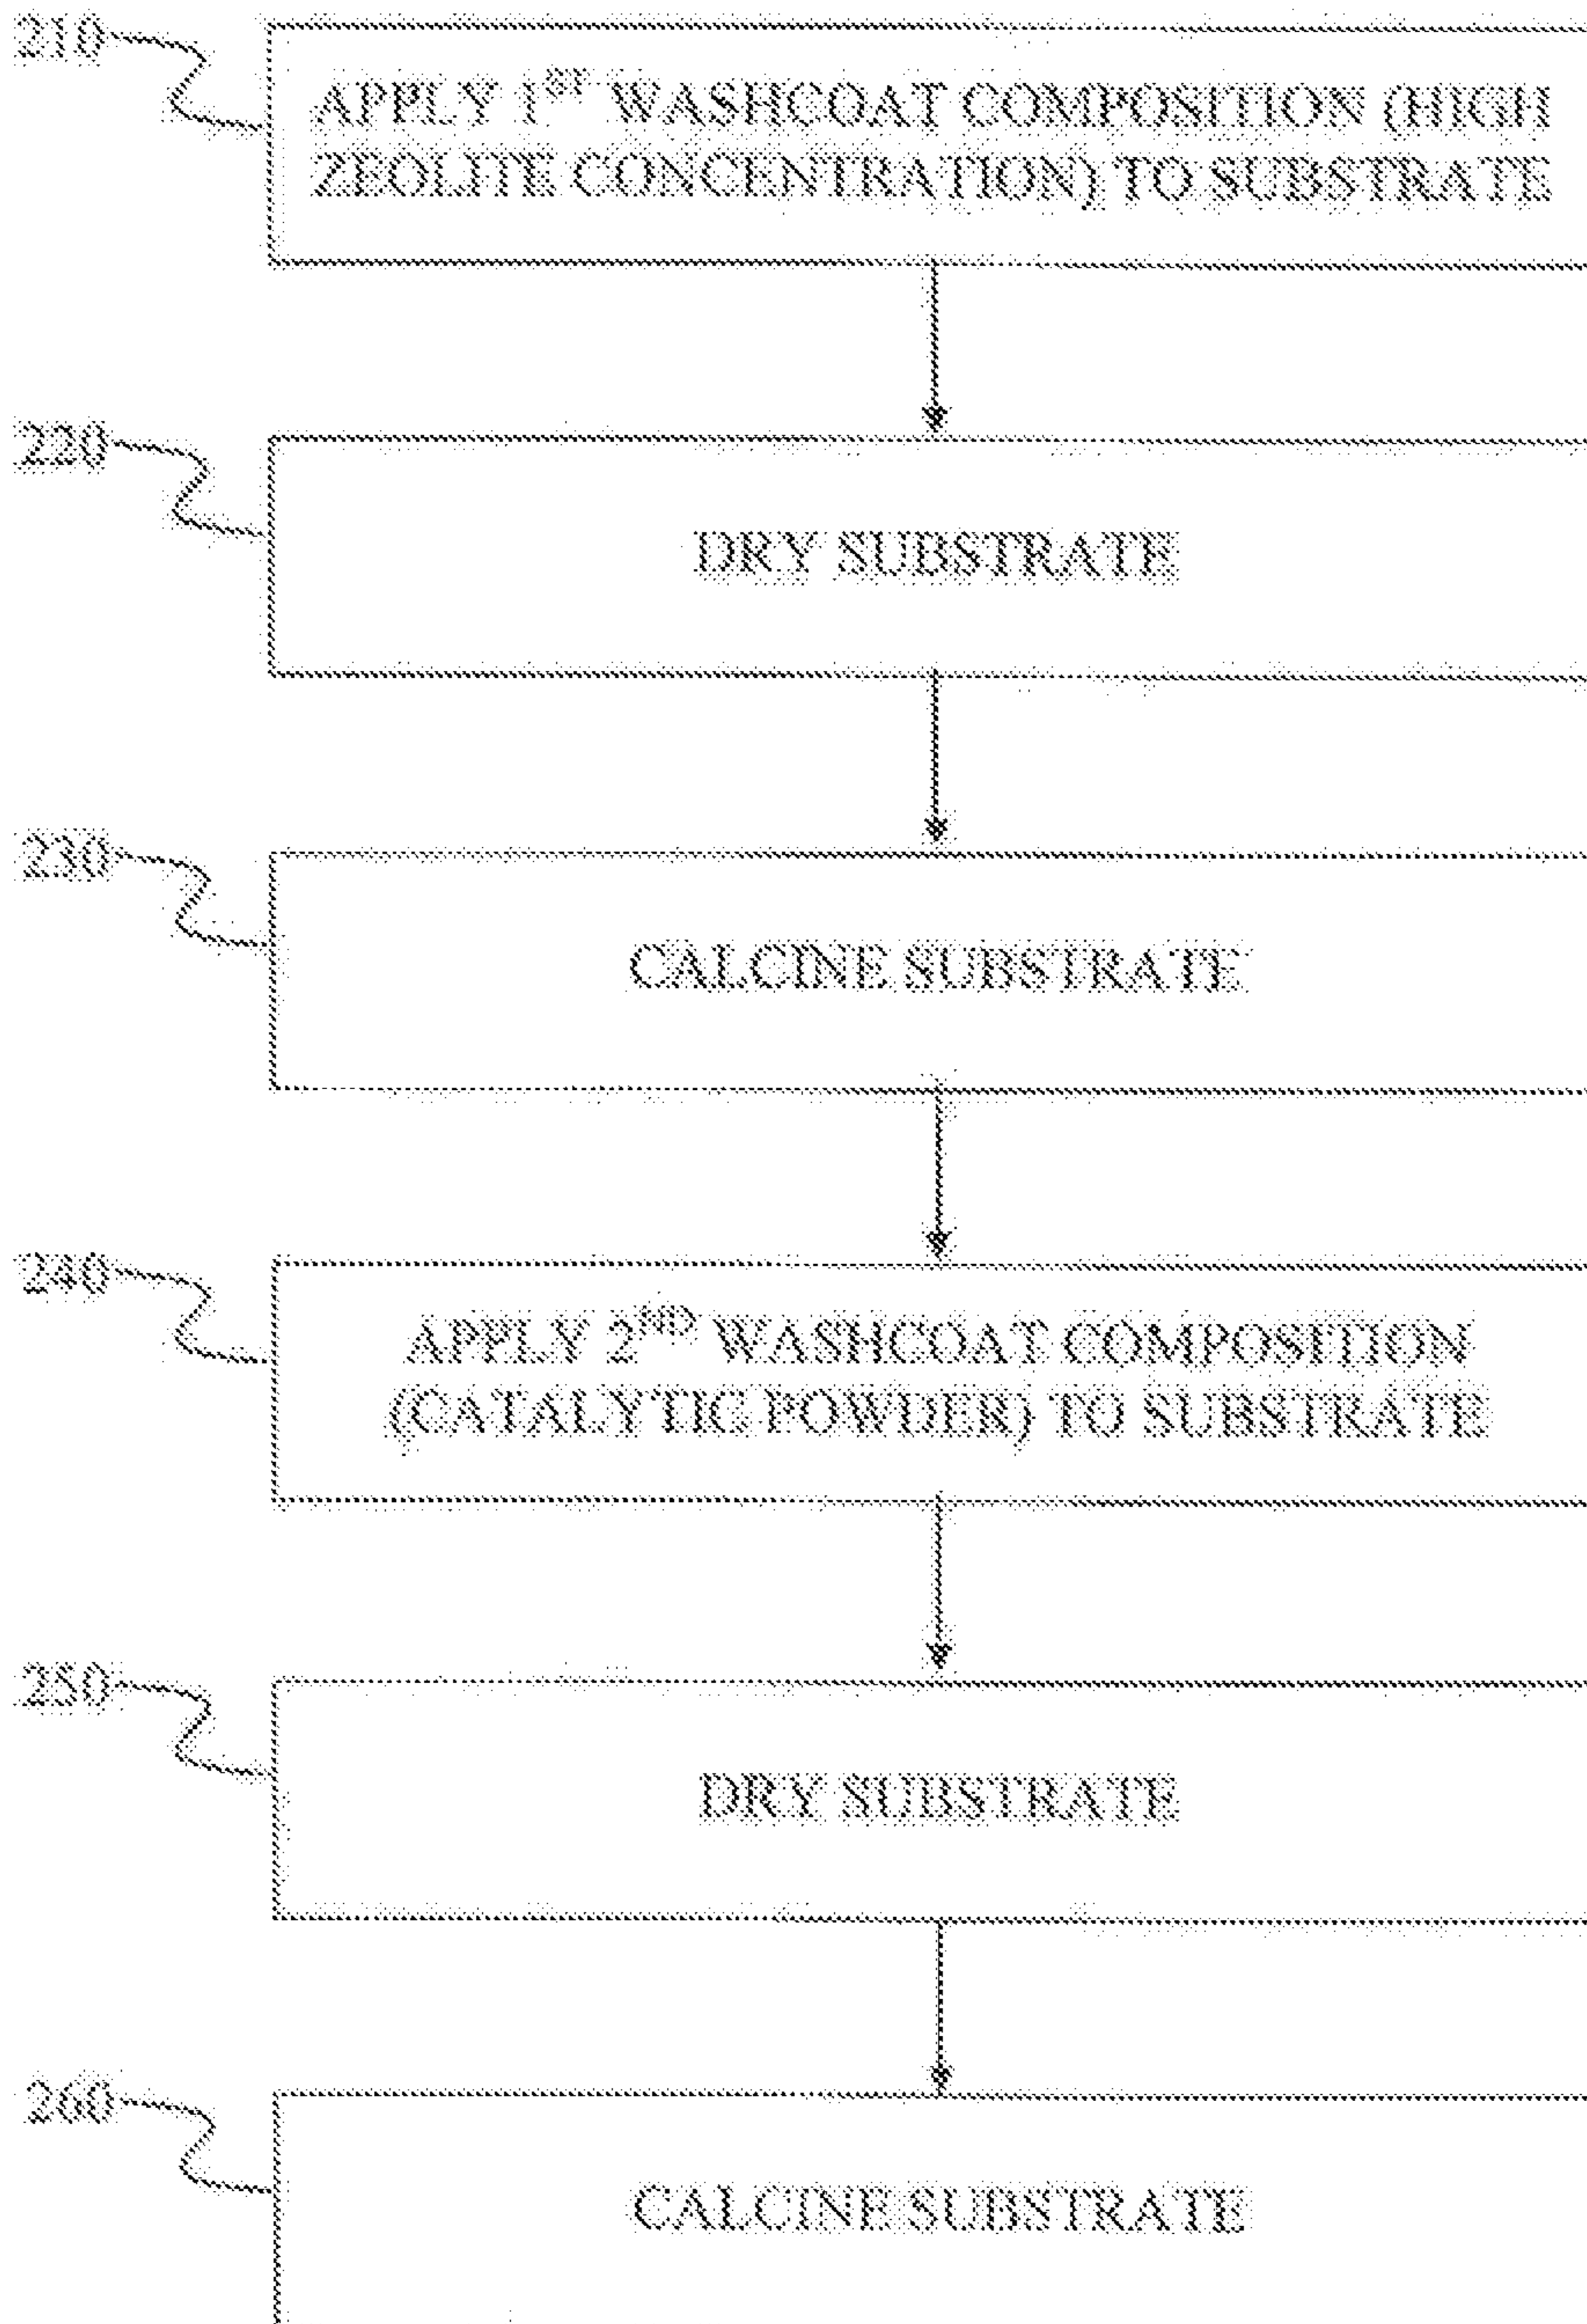 210
APPLY 1ST WASHCOAT COMPOSITION (HIGH
ZEOLITE CONCENTRATION) TO SUBSTRATE
220
DRY SUBSTRATE
230
CALCINE SUBSTRATE
240
APPLY 2ND WASHCOAT COMPOSITION
(CATALYTIC POWDER) TO SUBSTRATE
250
DRY SUBSTRATE
260
CALCINE SUBSTRATE